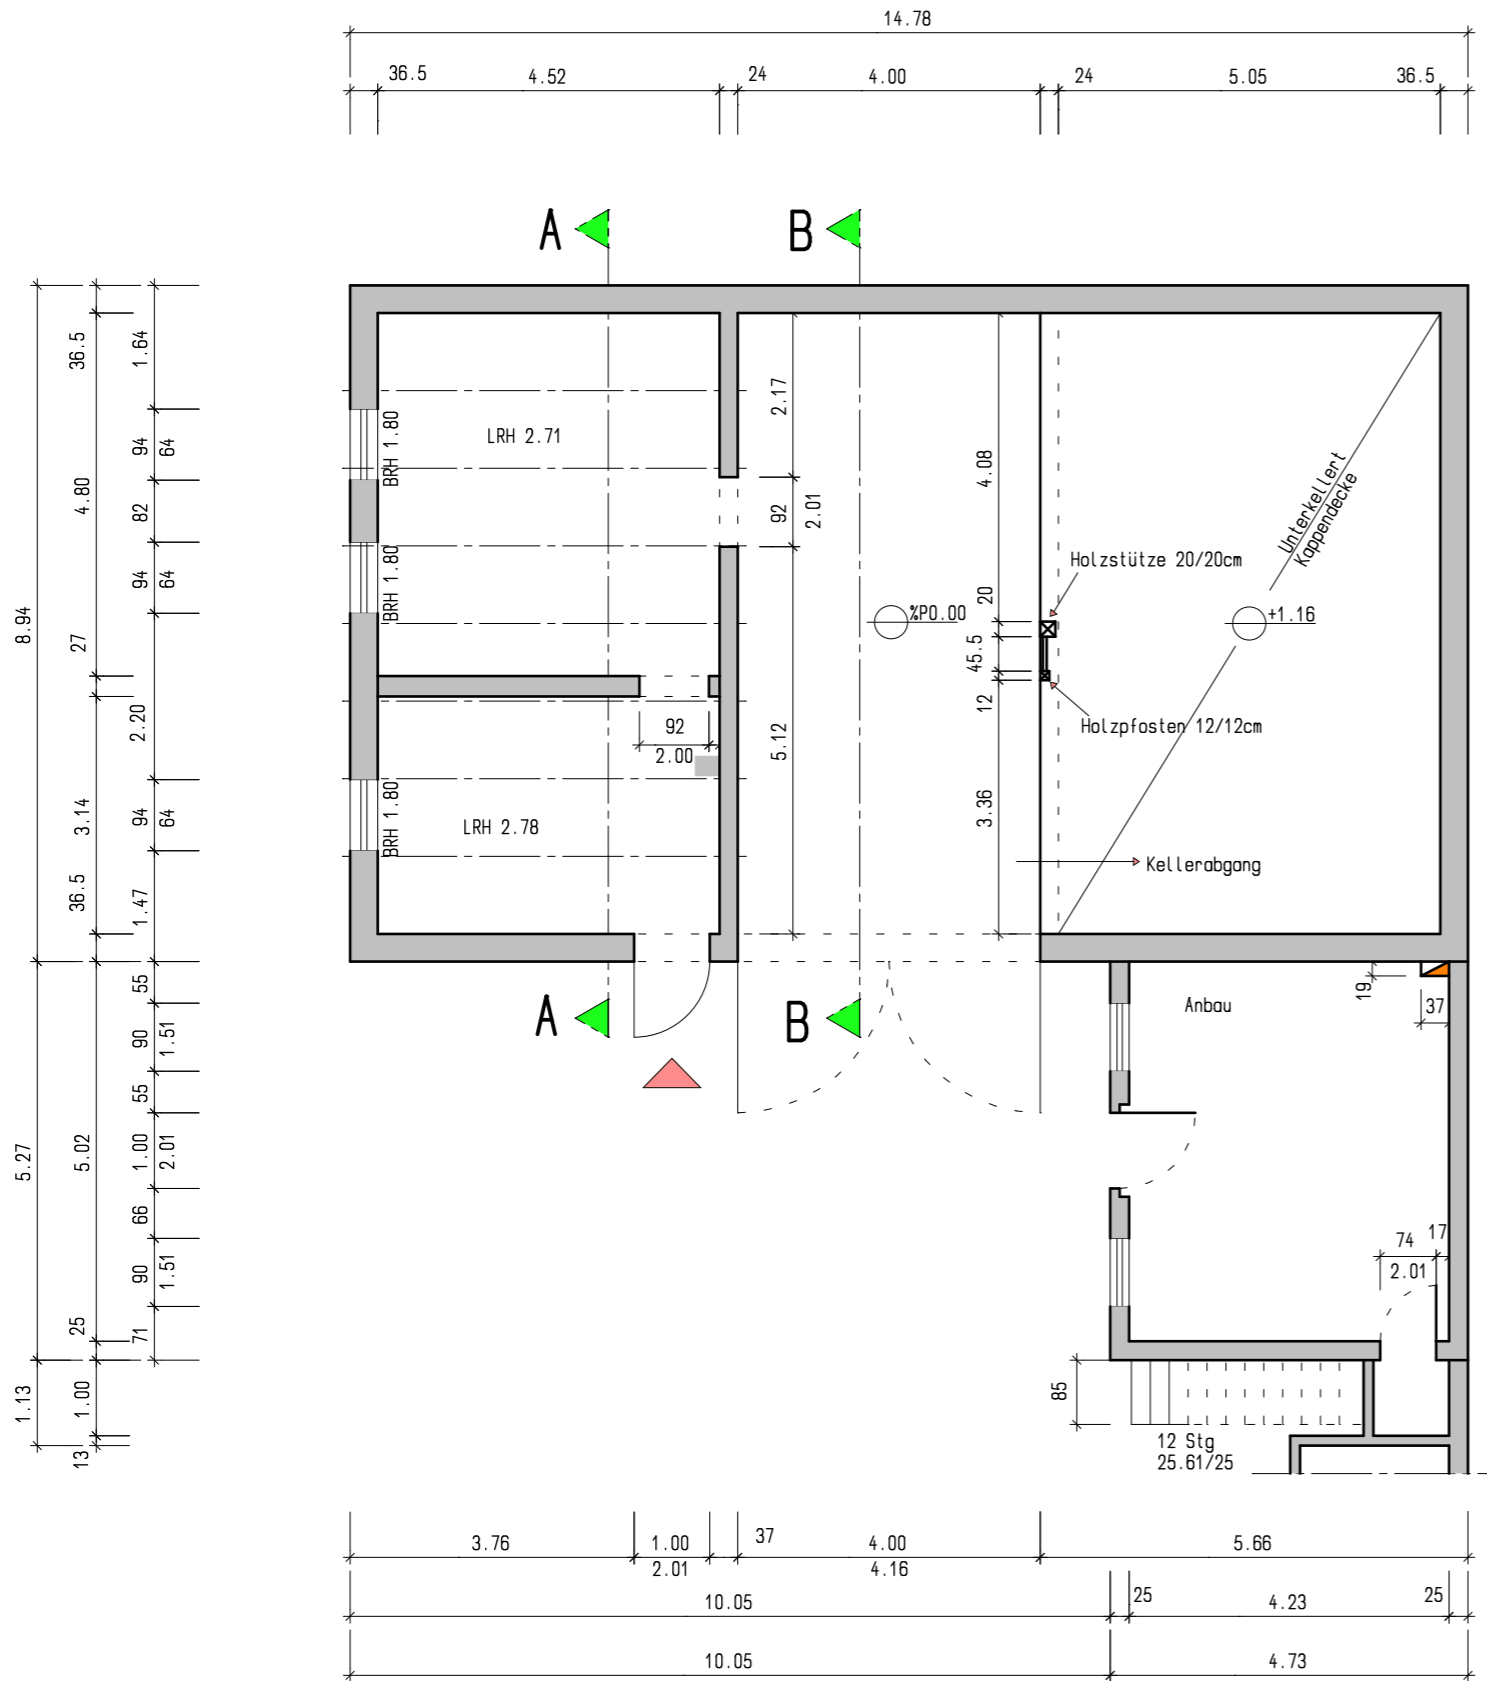 14.78
36.5 4.52 24 4.00 24 5.05 36.5
A B
36.5 1.64
2.17
BRH 1.80
LRH 2.71
94 64
4.08
4.80
82
92 2.01
Unterkellert
Kappendecke
BRH 1.80
94 64
Holzstütze 20/20cm
20
%P0.00
+1.16
8.94
27
45.5
2.20
92
2.00
12
Holzpfosten 12/12cm
5.12
3.14
94 64
BRH 1.80
LRH 2.78
3.36
Kellerabgang
36.5
1.47
55
19
Anbau
37
A B
90 1.51
55
5.27
5.02
1.00 2.01
66
74 17
2.01
90 1.51
25
71
1.13
1.00
85
13
12 Stg
25.61/25
3.76 1.00 37 4.00 5.66
2.01 4.16
10.05 25 4.23 25
10.05 4.73